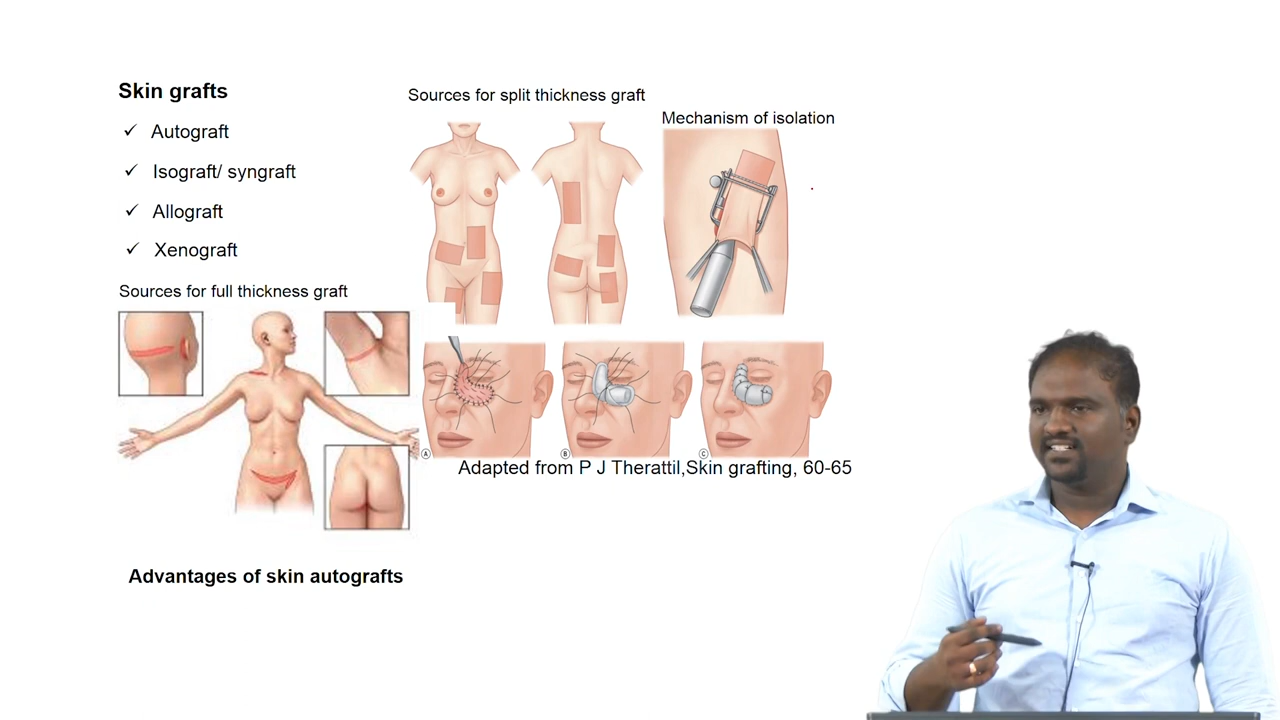 Skin grafts
✓ Autograft
✓ Isograft/ syngraft
✓ Allograft
✓ Xenograft
Sources for full thickness graft
Sources for split thickness graft
Mechanism of isolation
A
B
C
Adapted from P J Therattil,Skin grafting, 60-65
Advantages of skin autografts